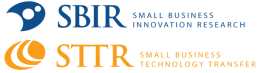 SBIR SMALL BUSINESS
INNOVATION RESEARCH
STTR SMALL BUSINESS
TECHNOLOGY TRANSFER